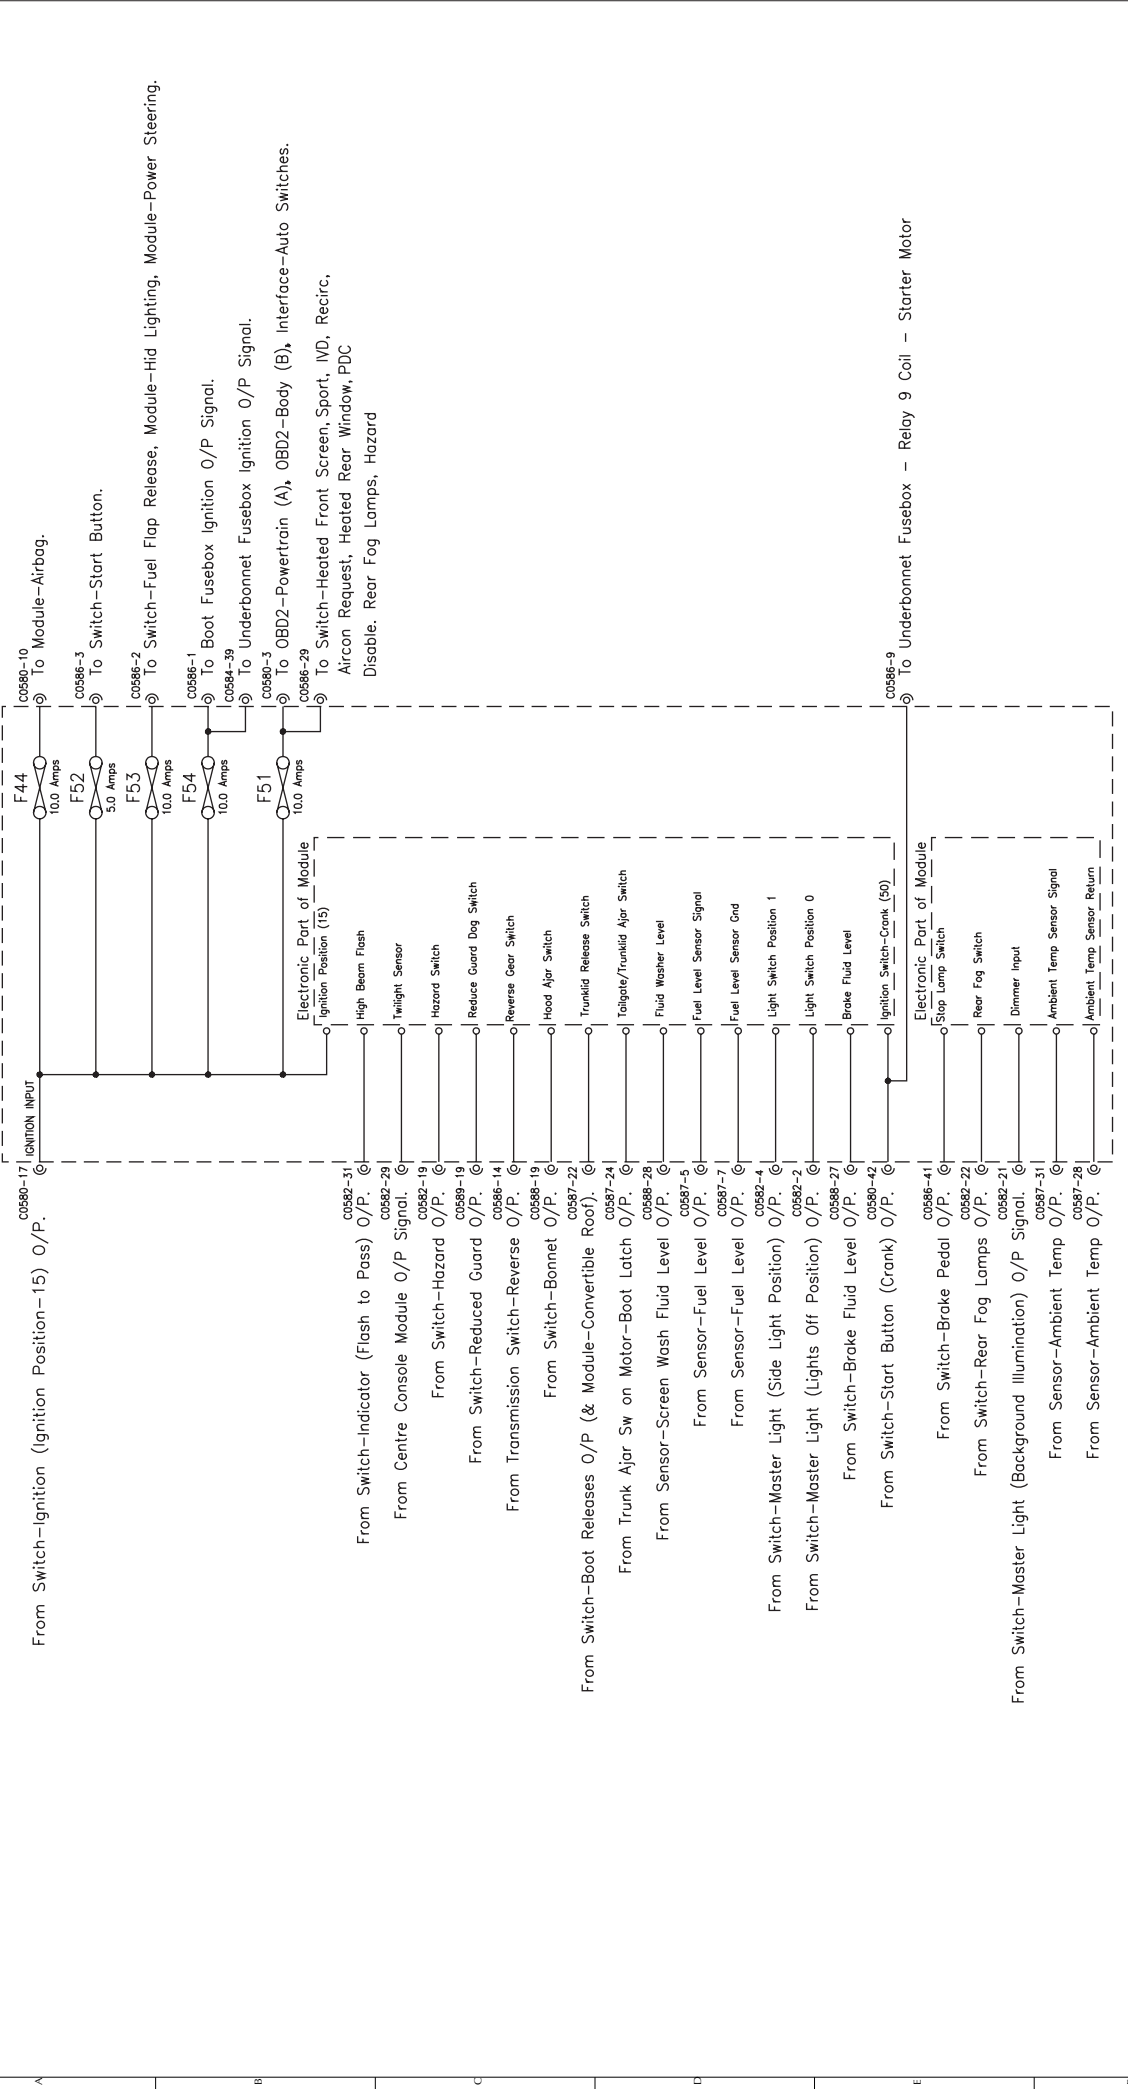 From Switch-Ignition (Ignition Position-15) O/P.
C0580-17
IGNITION INPUT
F44
10.0 Amps
C0580-10
To Module-Airbag.
F52
5.0 Amps
C0586-3
To Switch-Start Button.
F53
10.0 Amps
C0586-2
To Switch-Fuel Flap Release, Module-Hid Lighting, Module-Power Steering.
F54
10.0 Amps
C0586-1
To Boot Fusebox Ignition O/P Signal.
C0584-39
To Underbonnet Fusebox Ignition O/P Signal.
F51
10.0 Amps
C0580-3
To OBD2-Powertrain (A), OBD2-Body (B), Interface-Auto Switches.
C0586-29
To Switch-Heated Front Screen, Sport, IVD, Recirc,
Aircon Request, Heated Rear Window, PDC
Disable. Rear Fog Lamps, Hazard
Electronic Part of Module
Ignition Position (15)
From Switch-Indicator (Flash to Pass) O/P.
C0582-31
High Beam Flash
From Centre Console Module O/P Signal.
C0582-29
Twilight Sensor
From Switch-Hazard O/P.
C0582-19
Hazard Switch
From Switch-Reduced Guard O/P.
C0589-19
Reduce Guard Dog Switch
From Transmission Switch-Reverse O/P.
C0586-14
Reverse Gear Switch
From Switch-Bonnet O/P.
C0588-19
Hood Ajar Switch
From Switch-Boot Releases O/P (& Module-Convertible Roof).
C0587-22
Trunklid Release Switch
From Trunk Ajar Sw on Motor-Boot Latch O/P.
C0587-24
Tailgate/Trunklid Ajar Switch
From Sensor-Screen Wash Fluid Level O/P.
C0588-28
Fluid Washer Level
From Sensor-Fuel Level O/P.
C0587-5
Fuel Level Sensor Signal
From Sensor-Fuel Level O/P.
C0587-7
Fuel Level Sensor Gnd
From Switch-Master Light (Side Light Position) O/P.
C0582-4
Light Switch Position 1
From Switch-Master Light (Lights Off Position) O/P.
C0582-2
Light Switch Position 0
From Switch-Brake Fluid Level O/P.
C0588-27
Brake Fluid Level
From Switch-Start Button (Crank) O/P.
C0580-42
Ignition Switch-Crank (50)
C0586-9
To Underbonnet Fusebox - Relay 9 Coil - Starter Motor
Electronic Part of Module
From Switch-Brake Pedal O/P.
C0586-41
Stop Lamp Switch
From Switch-Rear Fog Lamps O/P.
C0582-22
Rear Fog Switch
From Switch-Master Light (Background Illumination) O/P Signal.
C0582-21
Dimmer Input
From Sensor-Ambient Temp O/P.
C0587-31
Ambient Temp Sensor Signal
From Sensor-Ambient Temp O/P.
C0587-28
Ambient Temp Sensor Return
A
B
C
D
E